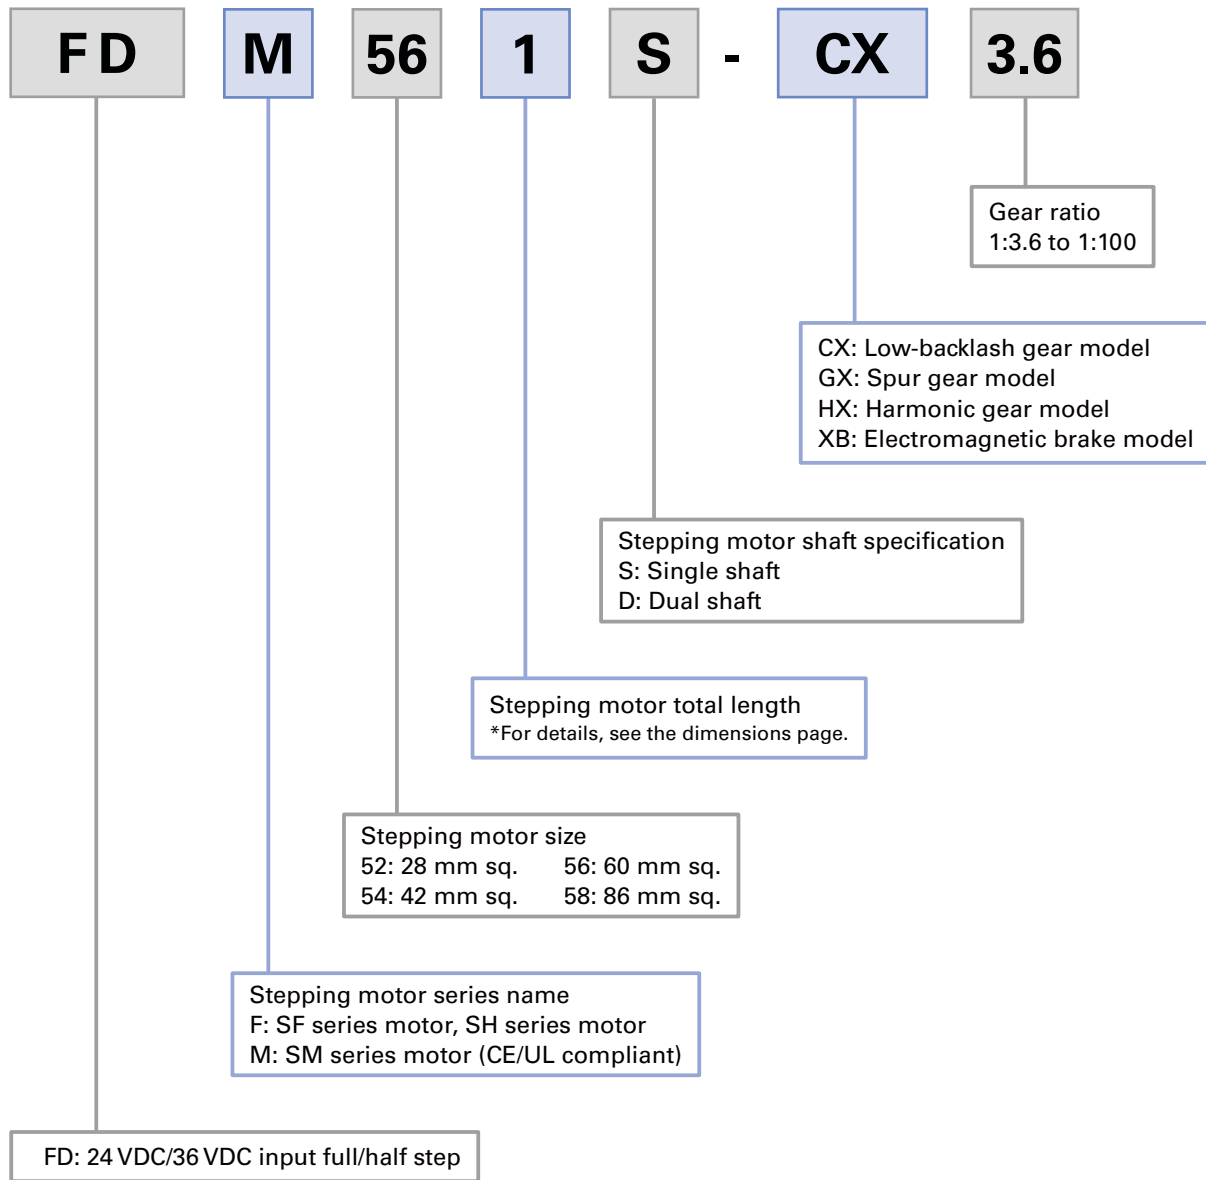 FD M 56 1 S - CX 3.6
Gear ratio
1:3.6 to 1:100
CX: Low-backlash gear model
GX: Spur gear model
HX: Harmonic gear model
XB: Electromagnetic brake model
Stepping motor shaft specification
S: Single shaft
D: Dual shaft
Stepping motor total length
*For details, see the dimensions page.
Stepping motor size
52: 28 mm sq. 56: 60 mm sq.
54: 42 mm sq. 58: 86 mm sq.
Stepping motor series name
F: SF series motor, SH series motor
M: SM series motor (CE/UL compliant)
FD: 24 VDC/36 VDC input full/half step